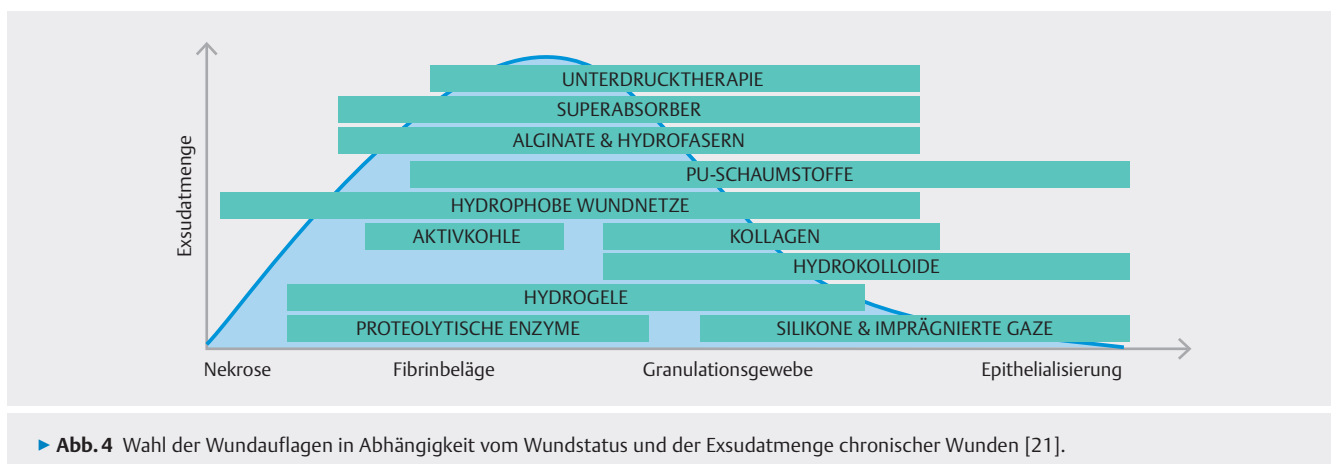 Exsudatmenge
UNTERDRUCKTHERAPIE
SUPERABSORBER
ALGINATE & HYDROFASERN
PU-SCHAUMSTOFFE
HYDROPHOBE WUNDNETZE
AKTIVKOHLE KOLLAGEN
HYDROKOLLOIDE
HYDROGELE
PROTEOLYTISCHE ENZYME SILIKONE & IMPRÄGNIERTE GAZE
Nekrose Fibrinbeläge Granulationsgewebe Epithelialisierung
▶ Abb. 4 Wahl der Wundauflagen in Abhängigkeit vom Wundstatus und der Exsudatmenge chronischer Wunden [21].